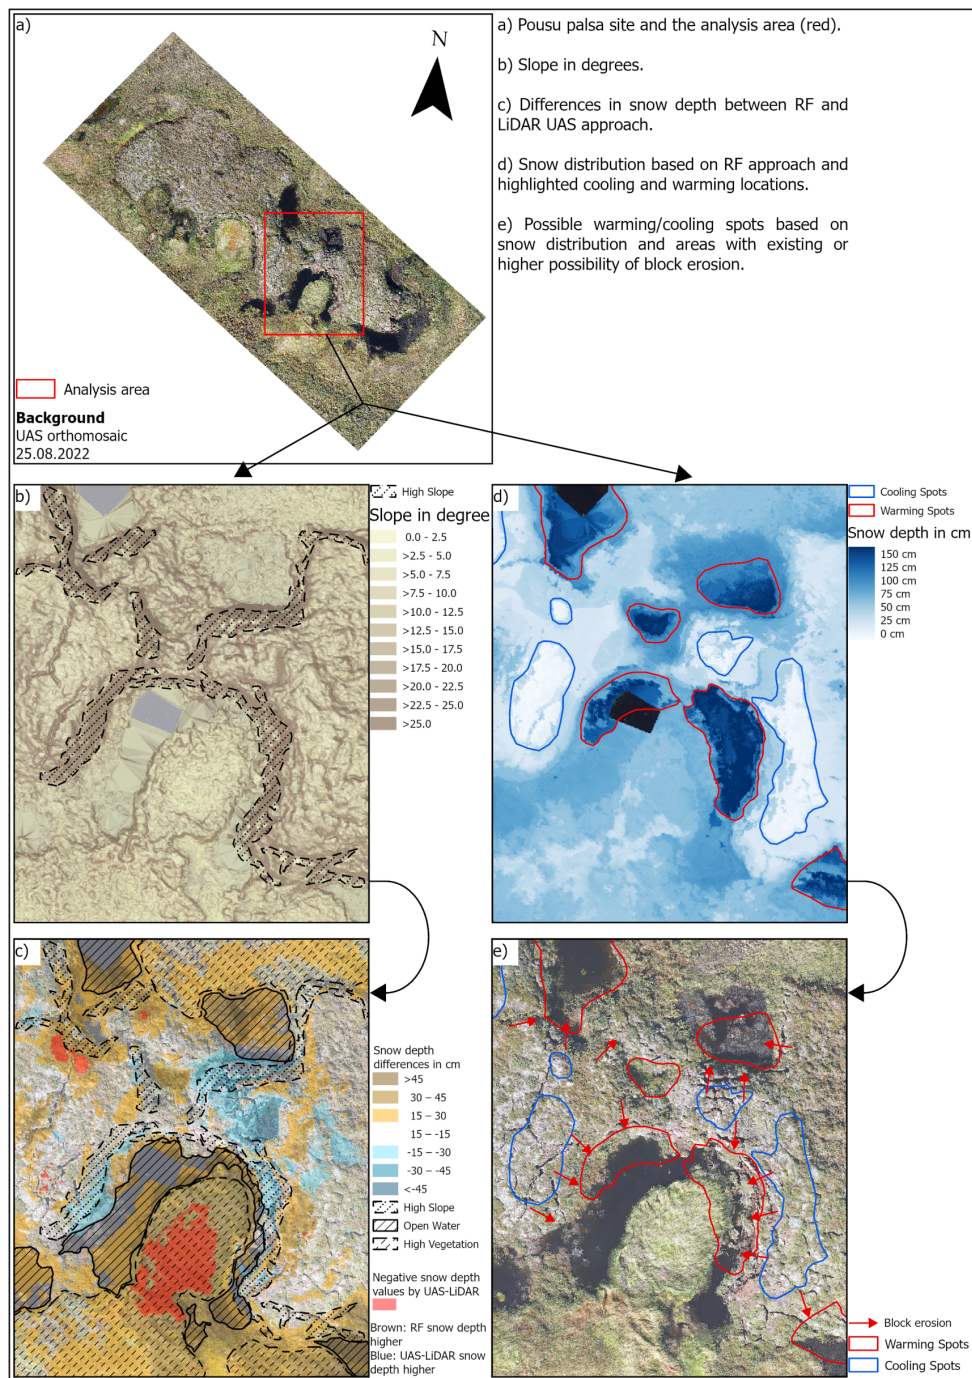 a)
N
Analysis area
Background
UAS orthomosaic
25.08.2022
a) Pousu palsa site and the analysis area (red).
b) Slope in degrees.
c) Differences in snow depth between RF and
LiDAR UAS approach.
d) Snow distribution based on RF approach and
highlighted cooling and warming locations.
e) Possible warming/cooling spots based on
snow distribution and areas with existing or
higher possibility of block erosion.
b)
High Slope
Slope in degree
0.0 - 2.5
>2.5 - 5.0
>5.0 - 7.5
>7.5 - 10.0
>10.0 - 12.5
>12.5 - 15.0
>15.0 - 17.5
>17.5 - 20.0
>20.0 - 22.5
>22.5 - 25.0
>25.0
d)
Cooling Spots
Warming Spots
Snow depth in cm
150 cm
125 cm
100 cm
75 cm
50 cm
25 cm
0 cm
c)
Snow depth
differences in cm
>45
30 – 45
15 – 30
15 – -15
-15 – -30
-30 – -45
<-45
High Slope
Open Water
High Vegetation
Negative snow depth
values by UAS-LiDAR
Brown: RF snow depth
higher
Blue: UAS-LiDAR snow
depth higher
e)
Block erosion
Warming Spots
Cooling Spots